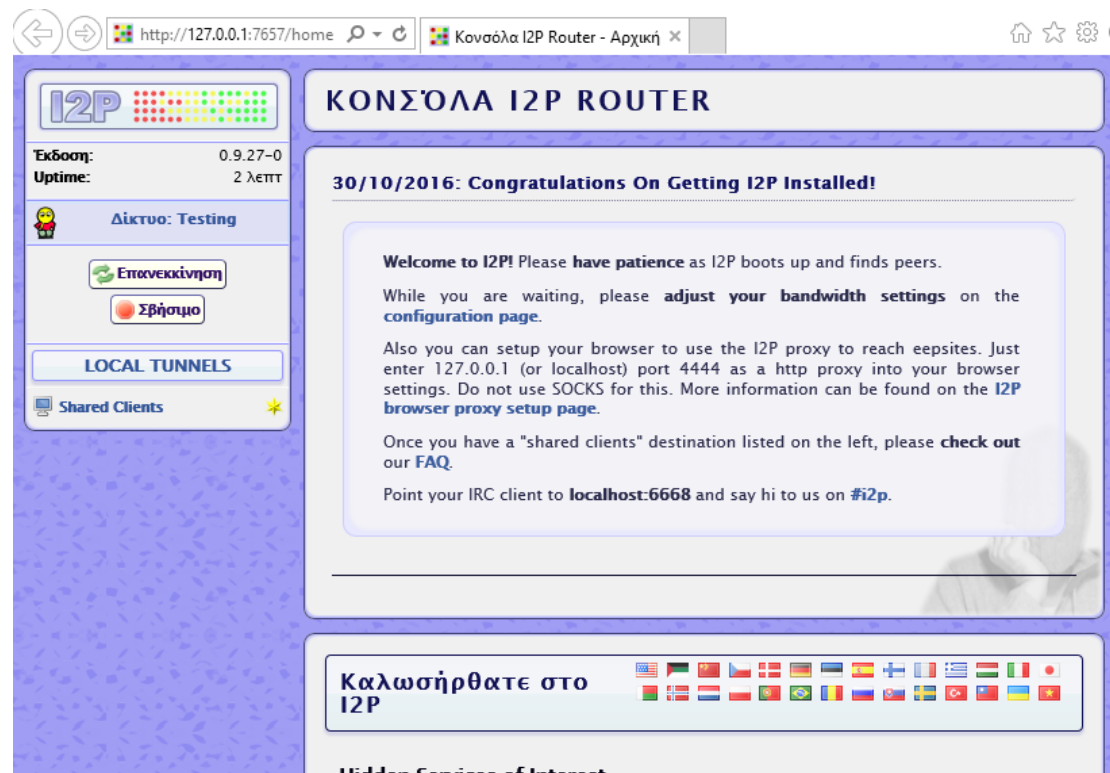 http://127.0.0.1:7657/home
Κονσόλα I2P Router - Αρχική
I2P
Έκδοση: 0.9.27-0
Uptime: 2 λεπτ
Δίκτυο: Testing
Επανεκκίνηση
Σβήσιμο
LOCAL TUNNELS
Shared Clients
ΚΟΝΣΌΛΑ I2P ROUTER
30/10/2016: Congratulations On Getting I2P Installed!
Welcome to I2P! Please have patience as I2P boots up and finds peers.
While you are waiting, please adjust your bandwidth settings on the
configuration page.
Also you can setup your browser to use the I2P proxy to reach eepsites. Just
enter 127.0.0.1 (or localhost) port 4444 as a http proxy into your browser
settings. Do not use SOCKS for this. More information can be found on the I2P
browser proxy setup page.
Once you have a "shared clients" destination listed on the left, please check out
our FAQ.
Point your IRC client to localhost:6668 and say hi to us on #i2p.
Καλωσήρθατε στο
I2P
Hidden Services of Interest